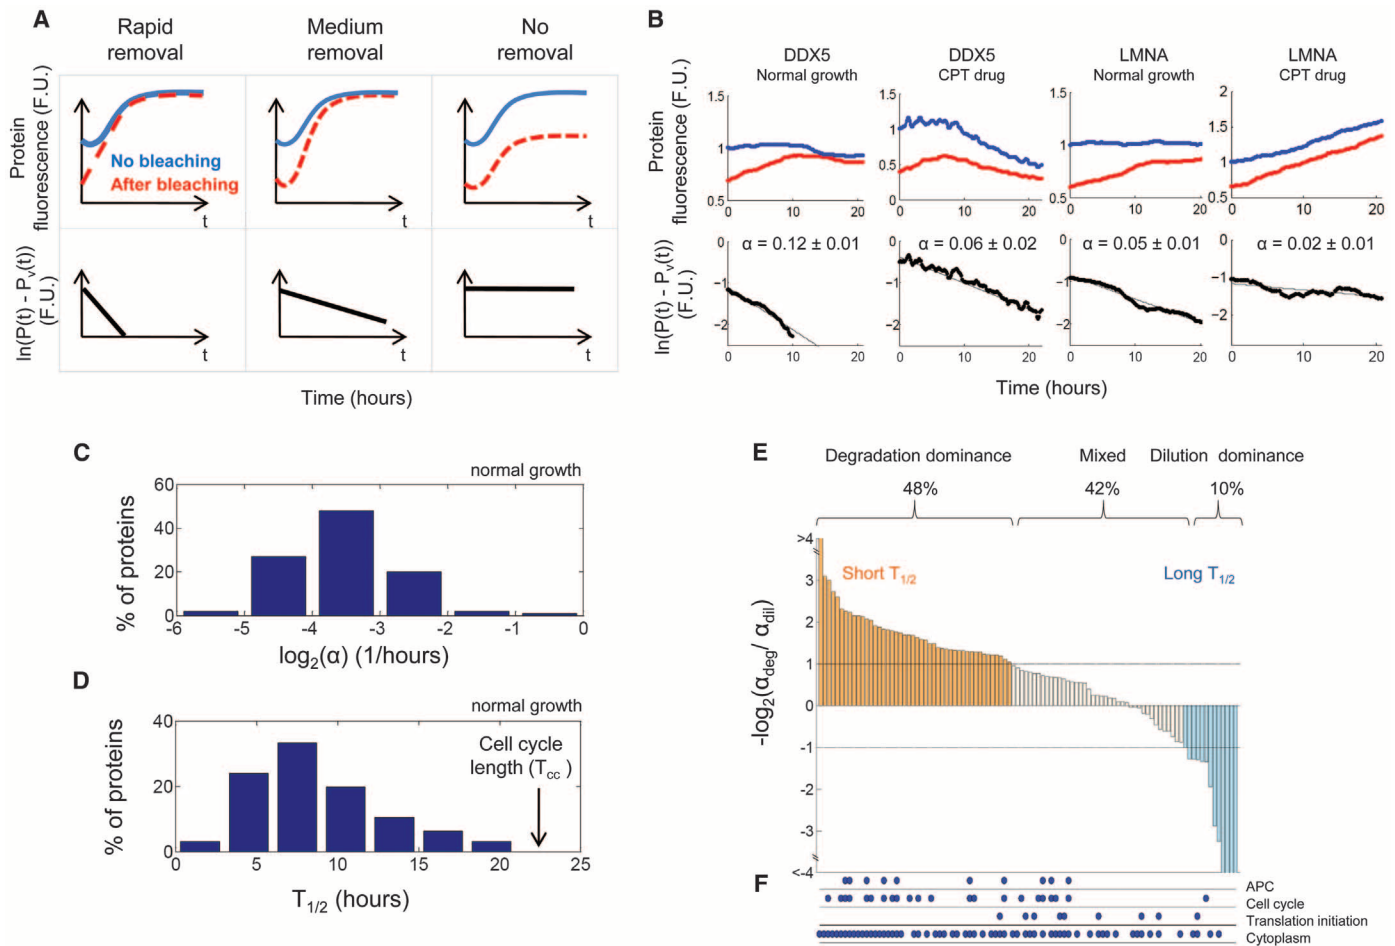 A
Rapid removal
Medium removal
No removal
Protein fluorescence (F.U.)
No bleaching
After bleaching
t
t
t
ln(P(t) - Pv(t)) (F.U.)
t
t
t
Time (hours)
B
DDX5
Normal growth
DDX5
CPT drug
LMNA
Normal growth
LMNA
CPT drug
Protein fluorescence (F.U.)
1.5
1
0.5
0
10
20
1.5
1
0.5
0
0
10
20
1.5
1
0.5
0
10
20
2
1.5
1
0.5
0
10
20
ln(P(t) - Pv(t)) (F.U.)
α = 0.12 ± 0.01
α = 0.06 ± 0.02
α = 0.05 ± 0.01
α = 0.02 ± 0.01
0
−1
−2
0
10
20
0
−1
−2
0
10
20
0
−1
−2
0
10
20
0
−1
−2
0
10
20
Time (hours)
C
normal growth
% of proteins
60
40
20
0
-6
-5
-4
-3
-2
-1
0
log2(α) (1/hours)
D
normal growth
% of proteins
40
20
0
Cell cycle
length (Tcc )
0
5
10
15
20
25
T1/2 (hours)
E
Degradation dominance
Mixed
Dilution dominance
48%
42%
10%
-log2(αdeg/ αdil)
>4
3
2
1
0
-1
-2
-3
<-4
Short T1/2
Long T1/2
F
APC
Cell cycle
Translation initiation
Cytoplasm